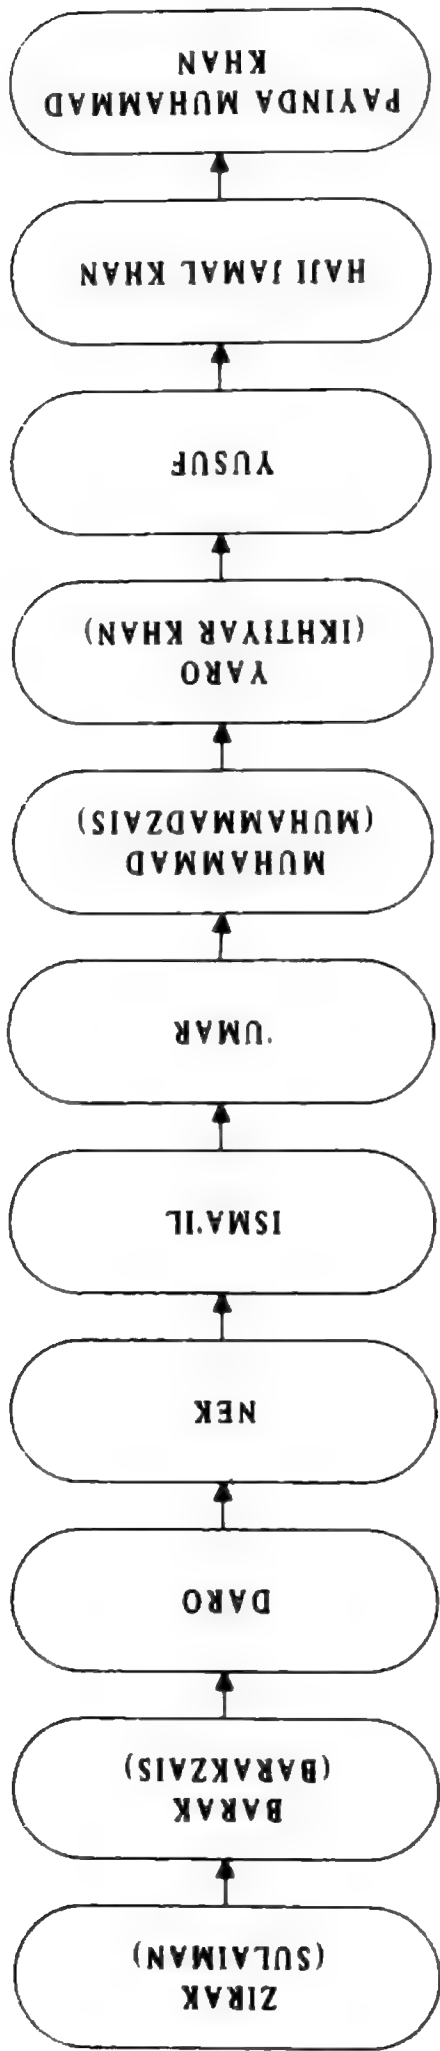 ZIRAK
(SULAIMAN)
BARAK
(BARAKZAIS)
DARO
NEK
ISMA'IL
'UMAR
MUHAMMAD
(MUHAMMADZAIS)
YARO
(IKHTIYAR KHAN)
YUSUF
HAJI JAMAL KHAN
PAYINDA MUHAMMAD
KHAN